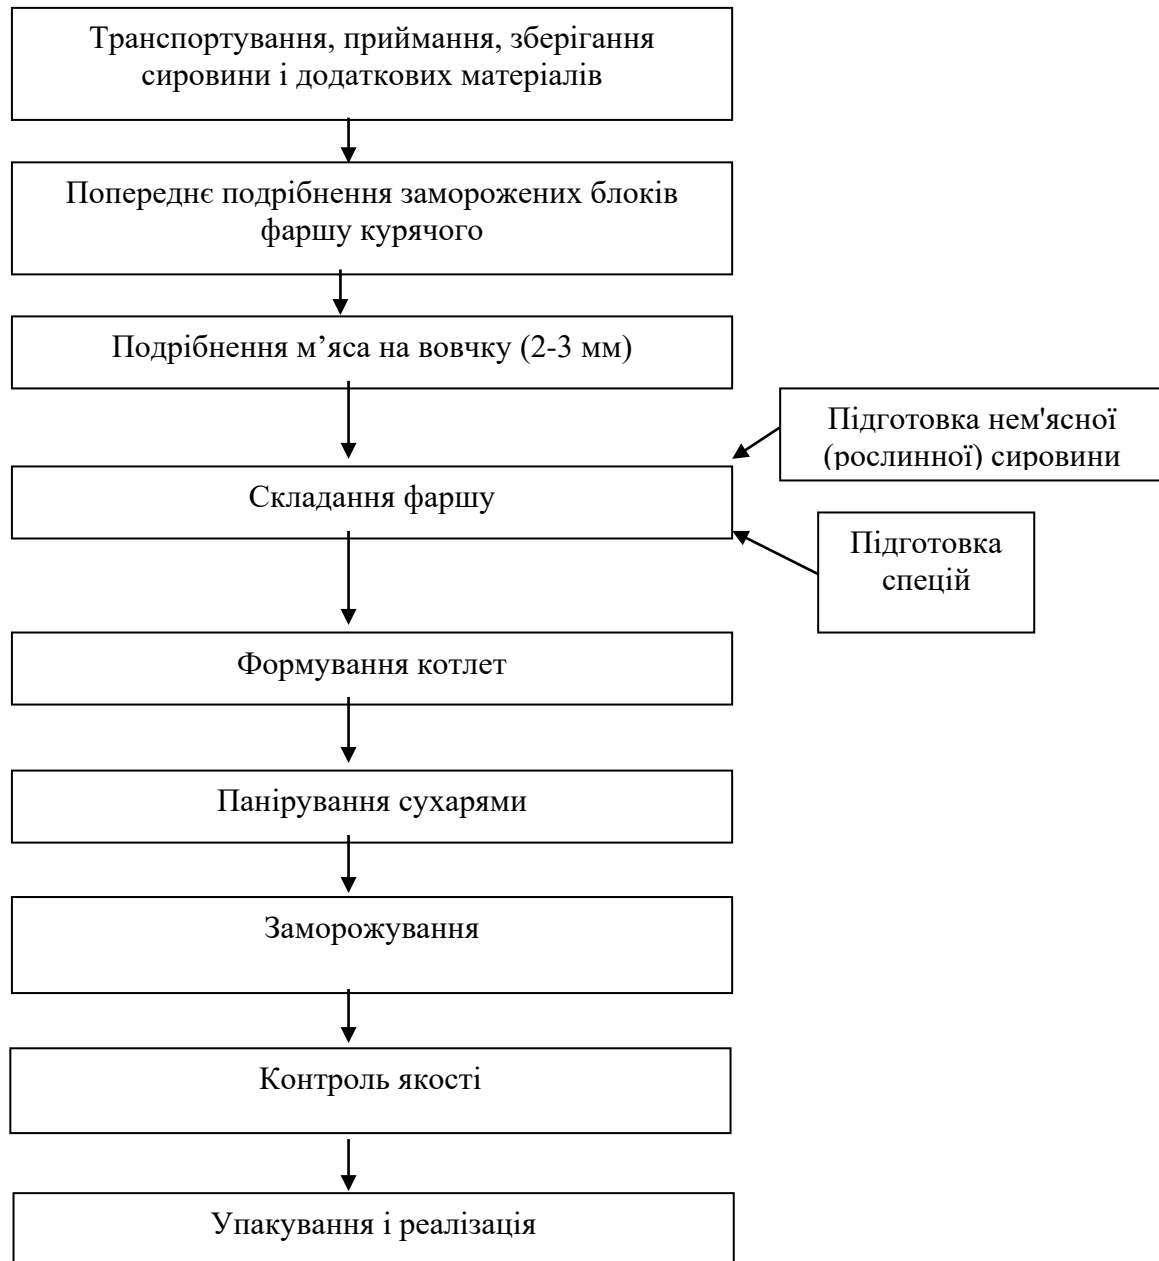 Транспортування, приймання, зберігання
сировини і додаткових матеріалів
Попереднє подрібнення заморожених блоків
фаршу курячого
Подрібнення м’яса на вовчку (2-3 мм)
Підготовка нем'ясної
(рослинної) сировини
Складання фаршу
Підготовка
спецій
Формування котлет
Панірування сухарями
Заморожування
Контроль якості
Упакування і реалізація